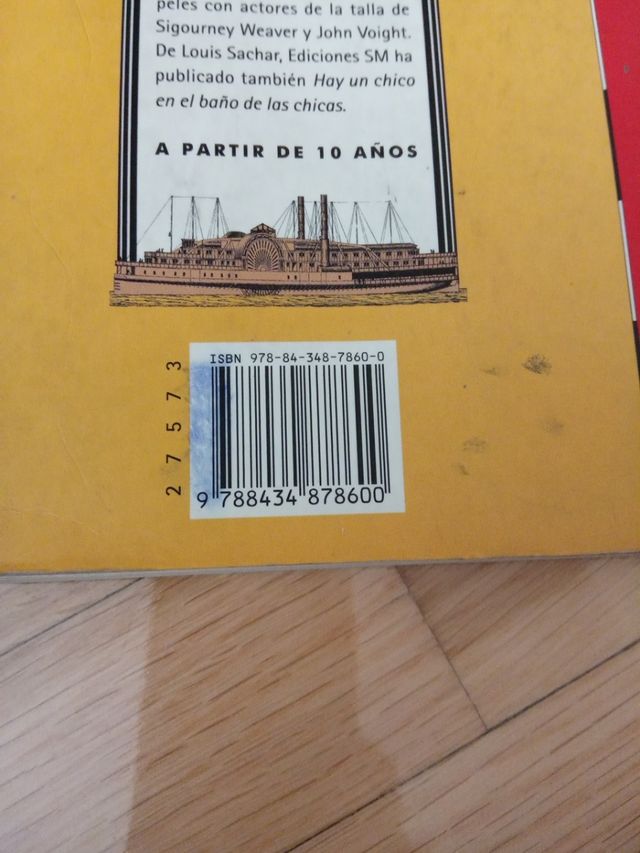 peles con actores de la talla de
Sigourney Weaver y John Voight.
De Louis Sachar, Ediciones SM ha
publicado también Hay un chico
en el baño de las chicas.
A PARTIR DE 10 AÑOS
ISBN 978-84-348-7860-0
27573
9 788434 878600